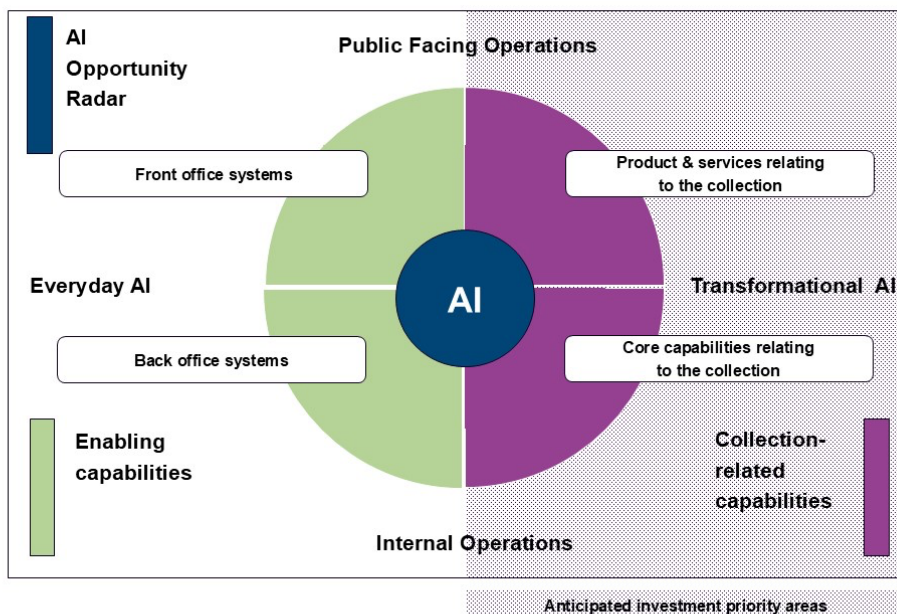 AI
Opportunity
Radar
Public Facing Operations
Front office systems
Product & services relating
to the collection
Everyday AI
AI
Transformational AI
Back office systems
Core capabilities relating
to the collection
Enabling
capabilities
Collection-
related
capabilities
Internal Operations
Anticipated investment priority areas